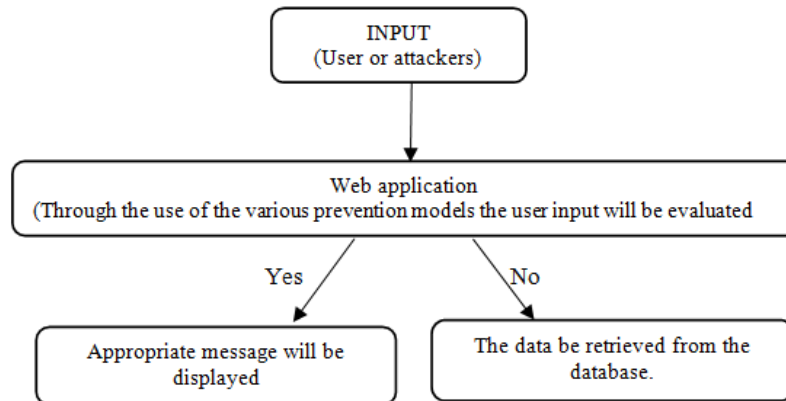 INPUT
(User or attackers)
Web application
(Through the use of the various prevention models the user input will be evaluated
Yes
No
Appropriate message will be
displayed
The data be retrieved from the
database.